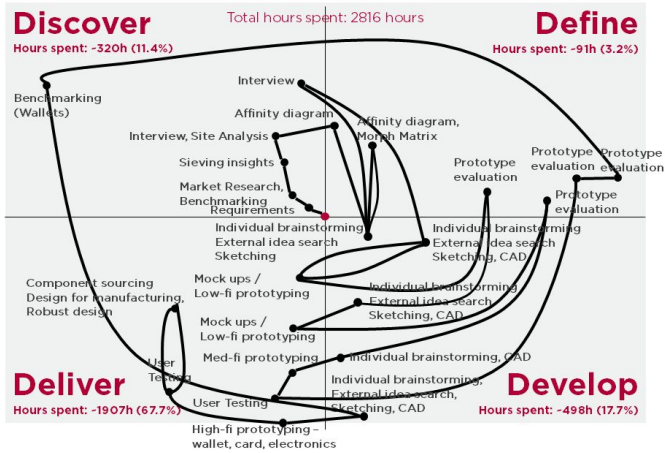 Discover
Hours spent: ~320h (11.4%)
Total hours spent: 2816 hours
Define
Hours spent: ~91h (3.2%)
Benchmarking
(Wallets)
Interview
Affinity diagram
Affinity diagram,
Morph Matrix
Interview, Site Analysis
Sieving insights
Market Research,
Benchmarking
Requirements
Prototype
evaluation
Prototype
evaluation
Prototype
evaluation
Prototype
evaluation
Individual brainstorming
External idea search
Sketching
Individual brainstorming
External idea search
Sketching, CAD
Mock ups /
Low-fi prototyping
Individual brainstorming
External idea search
Sketching, CAD
Component sourcing
Design for manufacturing,
Robust design
Mock ups /
Low-fi prototyping
User
Testing
Med-fi prototyping
Individual brainstorming, CAD
Deliver
Hours spent: ~1907h (67.7%)
User Testing
Individual brainstorming,
External idea search,
Sketching, CAD
Develop
Hours spent: ~498h (17.7%)
High-fi prototyping –
wallet, card, electronics